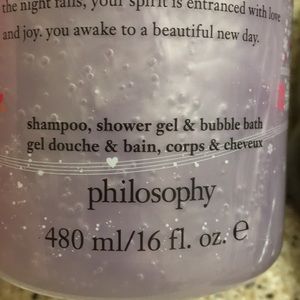 the night falls, your spirit is entranced with love
and joy. you awake to a beautiful new day.
shampoo, shower gel & bubble bath
gel douche & bain, corps & cheveux
philosophy
480 ml/16 fl. oz. e